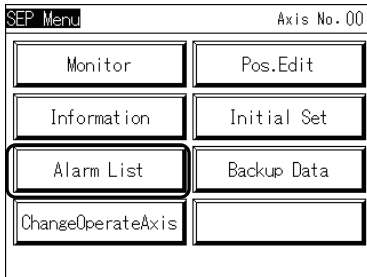 SEP Menu Axis No.00
Monitor Pos.Edit
Information Initial Set
Alarm List Backup Data
ChangeOperateAxis